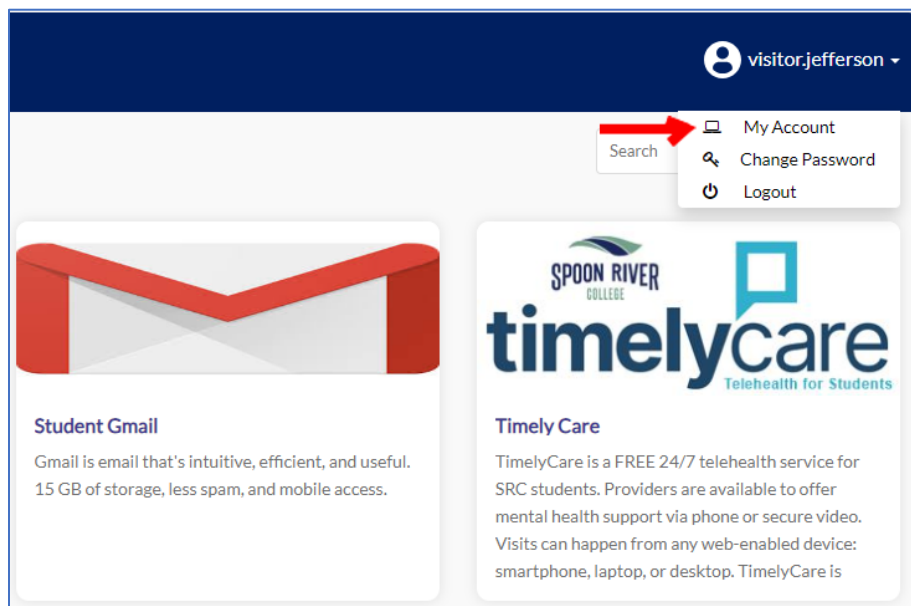 visitor.jefferson
My Account
Search
Change Password
Logout
SPOON RIVER
COLLEGE
timelycare
Telehealth for Students
Student Gmail
Gmail is email that's intuitive, efficient, and useful.
15 GB of storage, less spam, and mobile access.
Timely Care
TimelyCare is a FREE 24/7 telehealth service for
SRC students. Providers are available to offer
mental health support via phone or secure video.
Visits can happen from any web-enabled device:
smartphone, laptop, or desktop. TimelyCare is